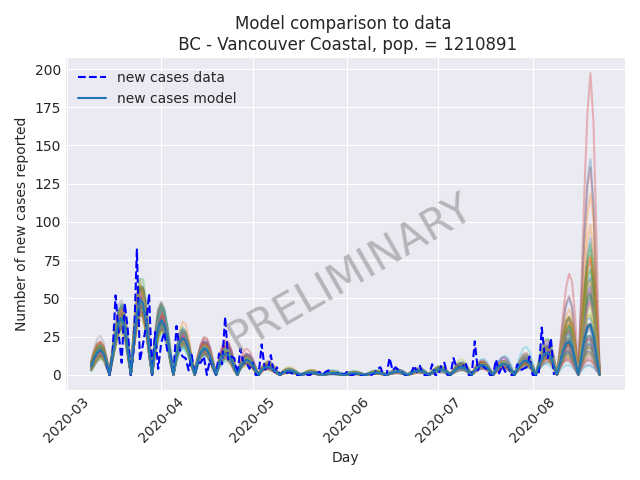 Model comparison to data
BC - Vancouver Coastal, pop. = 1210891
new cases data
new cases model
PRELIMINARY
Number of new cases reported
200
175
150
125
100
75
50
25
0
2020-03
2020-04
2020-05
2020-06
2020-07
2020-08
Day